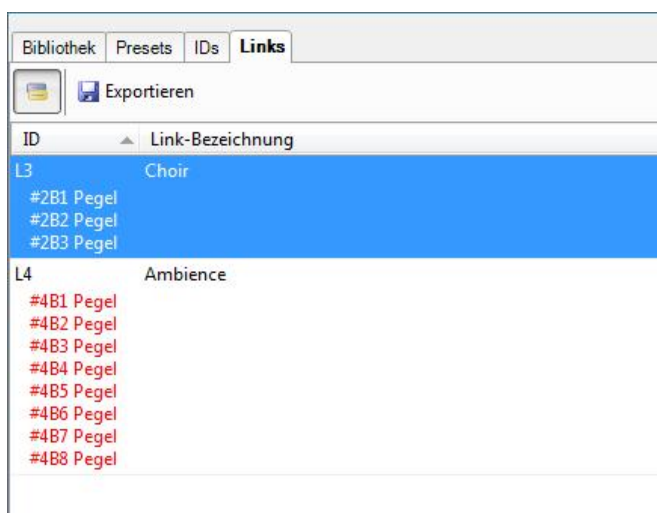 Bibliothek Presets IDs Links
Exportieren
ID Link-Bezeichnung
L3 Choir
#2B1 Pegel
#2B2 Pegel
#2B3 Pegel
L4 Ambience
#4B1 Pegel
#4B2 Pegel
#4B3 Pegel
#4B4 Pegel
#4B5 Pegel
#4B6 Pegel
#4B7 Pegel
#4B8 Pegel